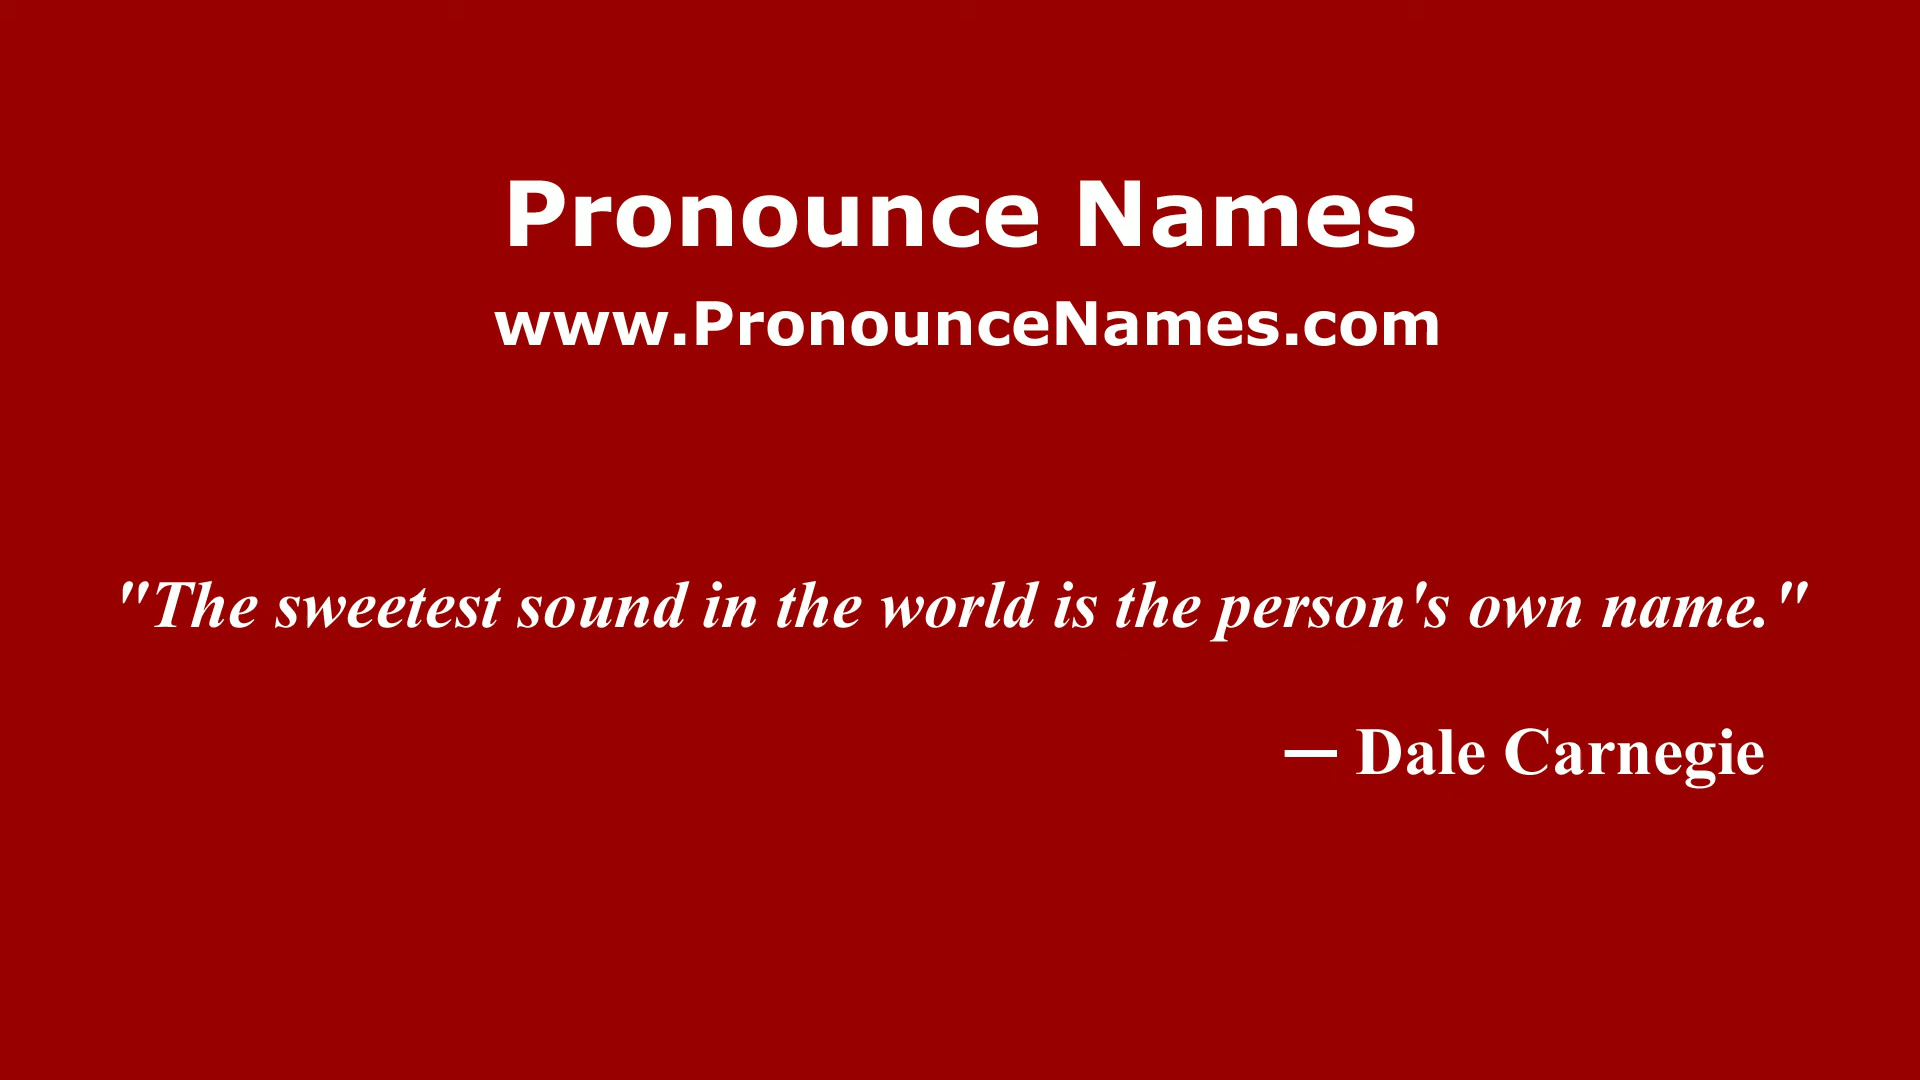 Pronounce Names
www.PronounceNames.com
"The sweetest sound in the world is the person's own name."
— Dale Carnegie